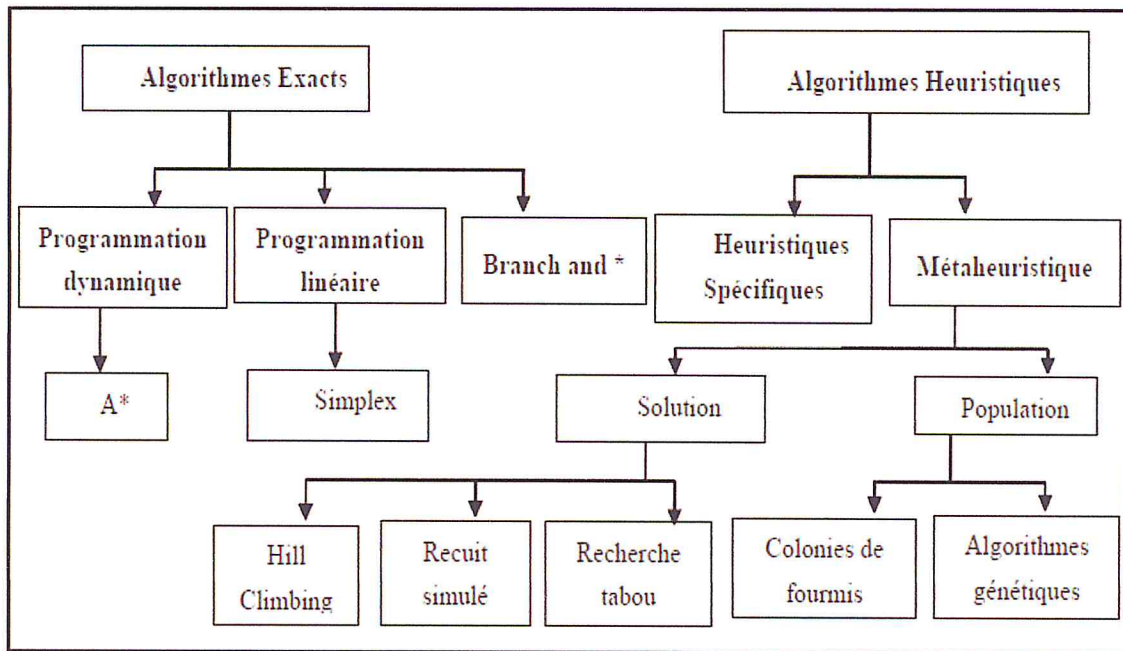 Algorithmes Exacts
Algorithmes Heuristiques
Programmation
dynamique
Programmation
linéaire
Branch and *
Heuristiques
Spécifiques
Métaheuristique
A*
Simplex
Solution
Population
Hill
Climbing
Recuit
simulé
Recherche
tabou
Colonies de
fourmis
Algorithmes
génétiques